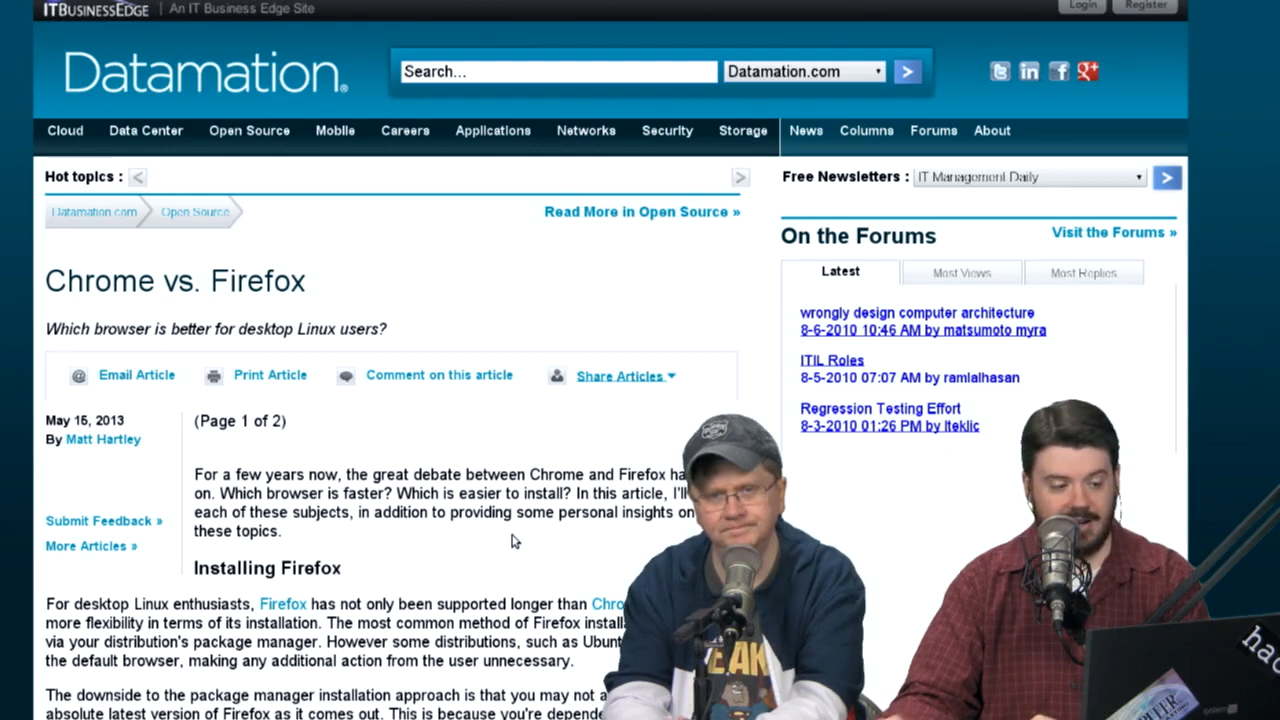 ITBUSINESSEDGE | An IT Business Edge Site
Login
Register
Datamation.
Search...
Datamation.com
>
Cloud Data Center Open Source Mobile Careers Applications Networks Security Storage News Columns Forums About
Hot topics : < >
Free Newsletters : IT Management Daily >
Datamation.com Open Source
Read More in Open Source »
On the Forums
Visit the Forums »
Latest Most Views Most Replies
wrongly design computer architecture
8-6-2010 10:46 AM by matsumoto myra
ITIL Roles
8-5-2010 07:07 AM by ramlalhasan
Regression Testing Effort
8-3-2010 01:26 PM by lteklic
Chrome vs. Firefox
Which browser is better for desktop Linux users?
Email Article Print Article Comment on this article Share Articles
May 15, 2013
By Matt Hartley
Submit Feedback »
More Articles »
(Page 1 of 2)
For a few years now, the great debate between Chrome and Firefox ha
on. Which browser is faster? Which is easier to install? In this article, I'll
each of these subjects, in addition to providing some personal insights on
these topics.
Installing Firefox
For desktop Linux enthusiasts, Firefox has not only been supported longer than Chro
more flexibility in terms of its installation. The most common method of Firefox install
via your distribution's package manager. However some distributions, such as Ubunt
the default browser, making any additional action from the user unnecessary.
The downside to the package manager installation approach is that you may not a
absolute latest version of Firefox as it comes out. This is because you're depende
EAK
hac